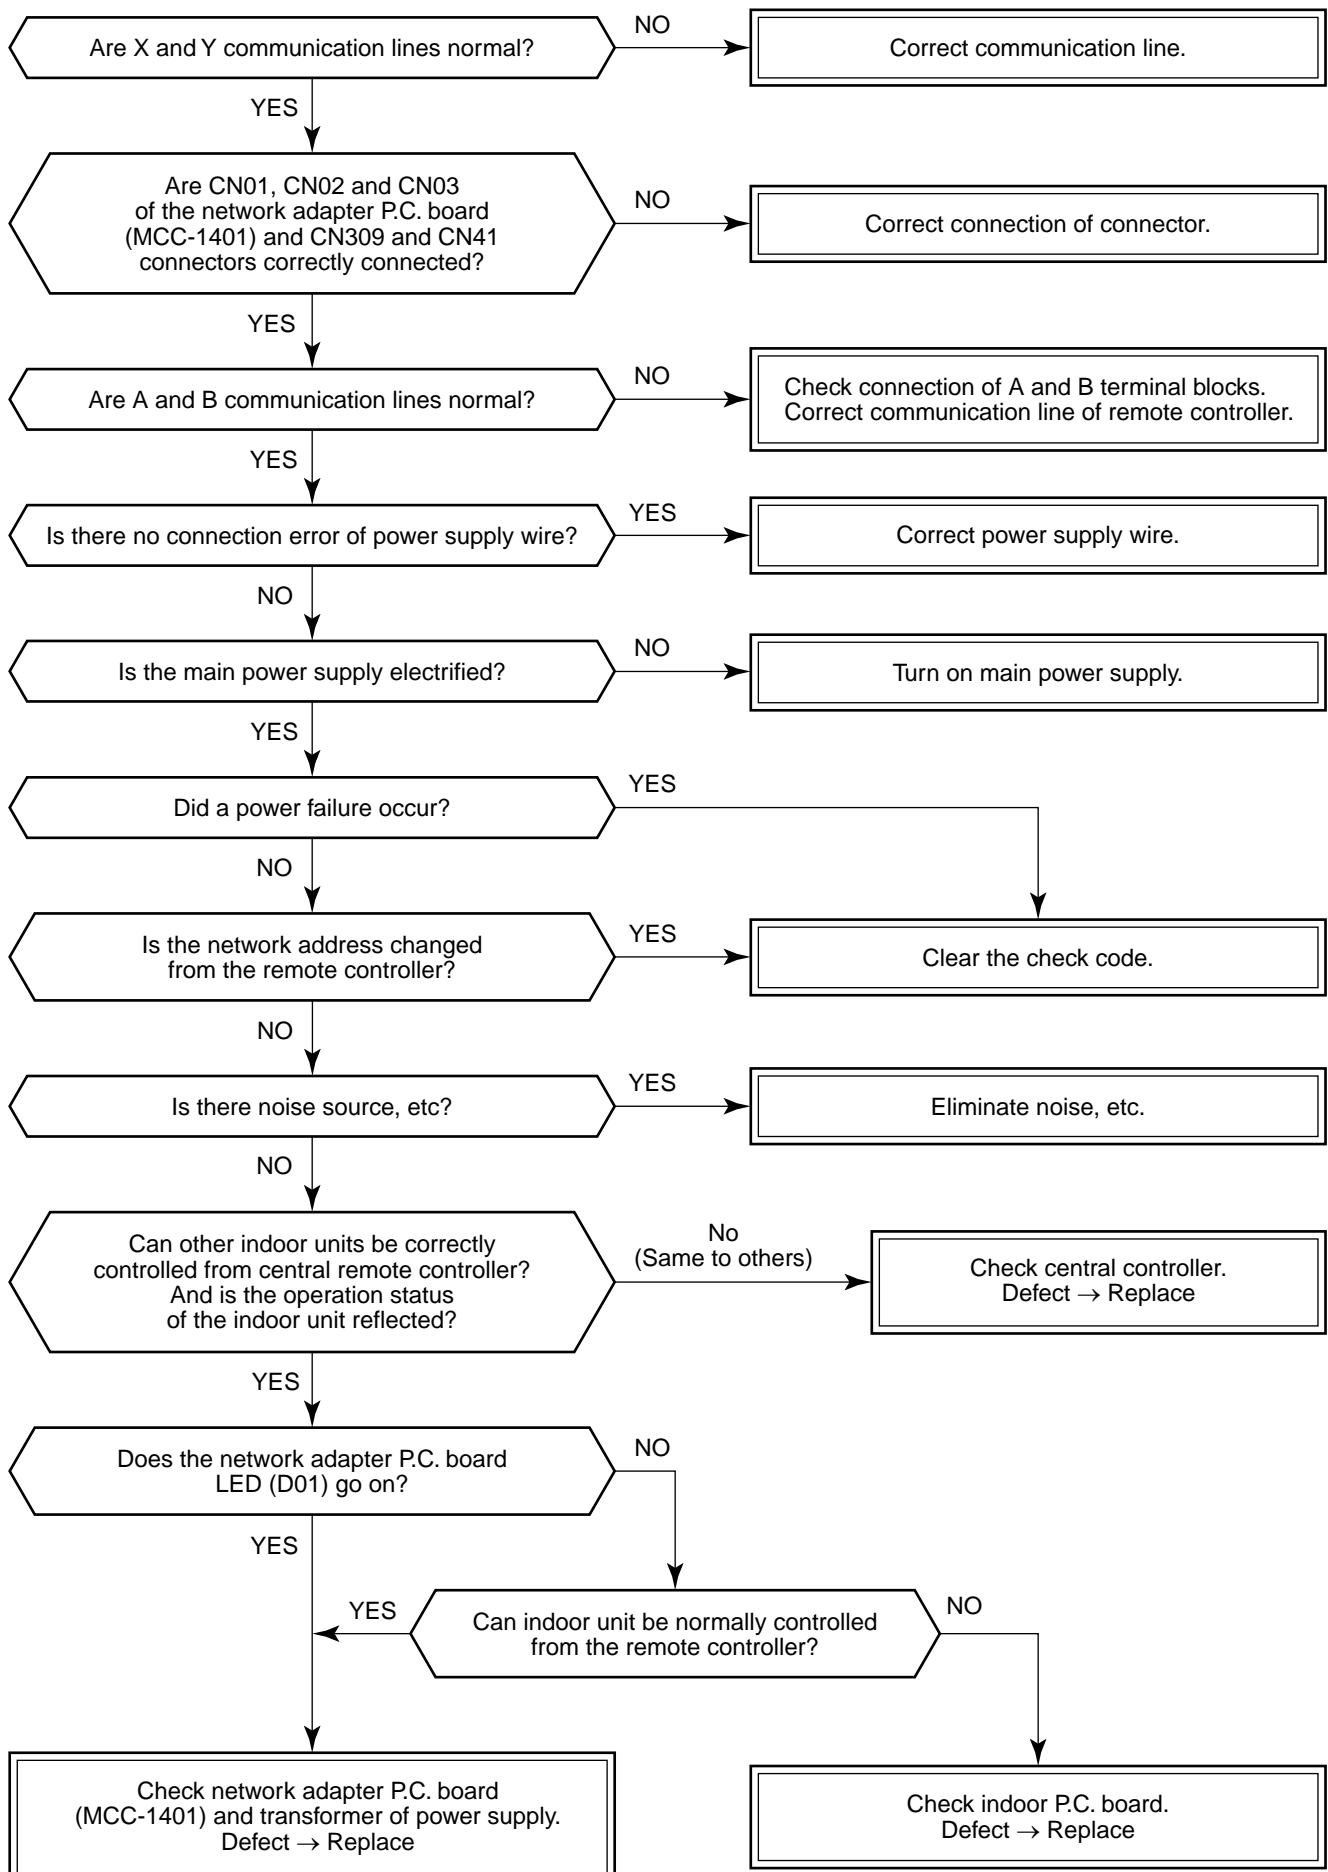 Are X and Y communication lines normal?
NO
Correct communication line.
YES
Are CN01, CN02 and CN03
of the network adapter P.C. board
(MCC-1401) and CN309 and CN41
connectors correctly connected?
NO
Correct connection of connector.
YES
Are A and B communication lines normal?
NO
Check connection of A and B terminal blocks.
Correct communication line of remote controller.
YES
Is there no connection error of power supply wire?
YES
Correct power supply wire.
NO
Is the main power supply electrified?
NO
Turn on main power supply.
YES
Did a power failure occur?
YES
NO
Is the network address changed
from the remote controller?
YES
Clear the check code.
NO
Is there noise source, etc?
YES
Eliminate noise, etc.
NO
Can other indoor units be correctly
controlled from central remote controller?
And is the operation status
of the indoor unit reflected?
No
(Same to others)
Check central controller.
Defect → Replace
YES
Does the network adapter P.C. board
LED (D01) go on?
NO
YES
Can indoor unit be normally controlled
from the remote controller?
YES
NO
Check network adapter P.C. board
(MCC-1401) and transformer of power supply.
Defect → Replace
Check indoor P.C. board.
Defect → Replace